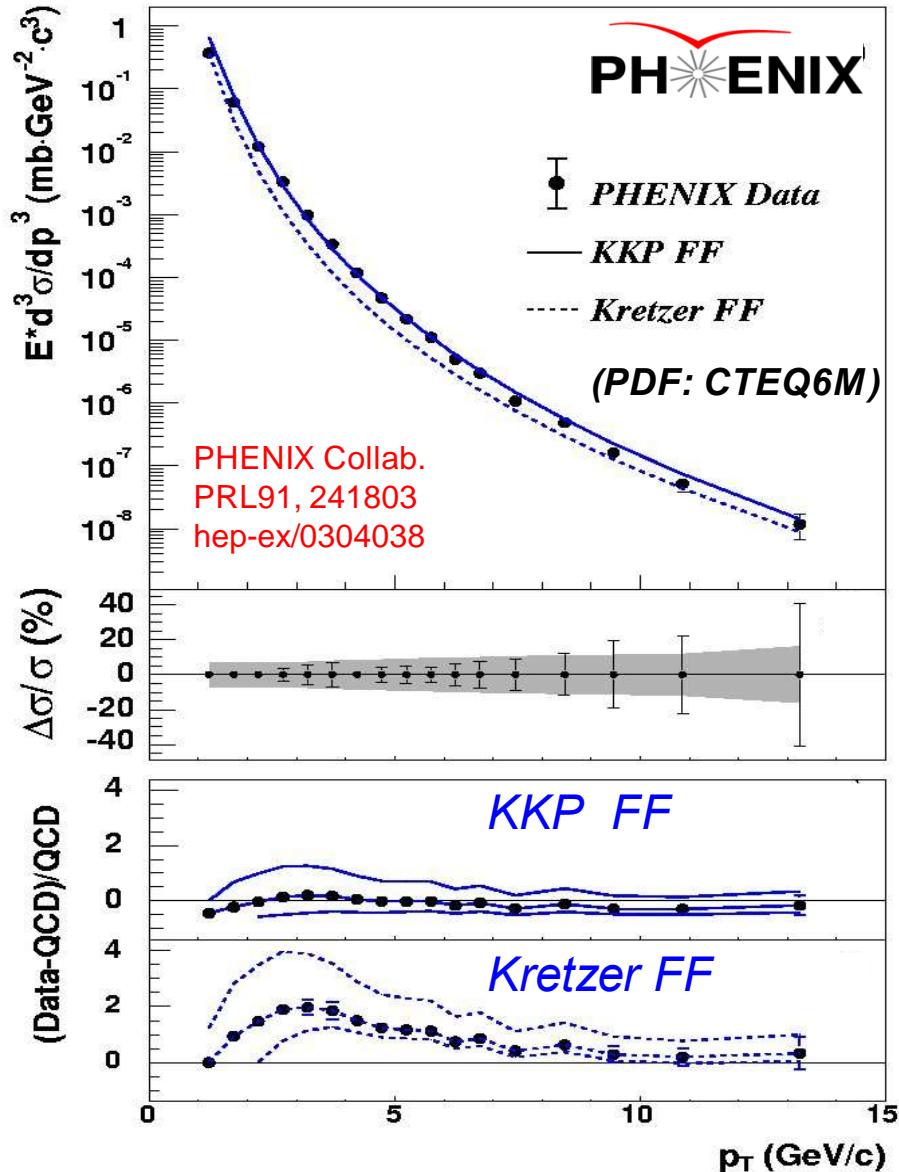 PHENIX
E*d³σ/dp³ (mb·GeV⁻²·c³)
1
10⁻¹
10⁻²
10⁻³
10⁻⁴
10⁻⁵
10⁻⁶
10⁻⁷
10⁻⁸
PHENIX Data
KKP FF
Kretzer FF
(PDF: CTEQ6M)
PHENIX Collab.
PRL91, 241803
hep-ex/0304038
Δσ/σ (%)
40
20
0
-20
-40
(Data-QCD)/QCD
4
2
0
KKP FF
4
2
0
Kretzer FF
0 5 10 15
pT (GeV/c)